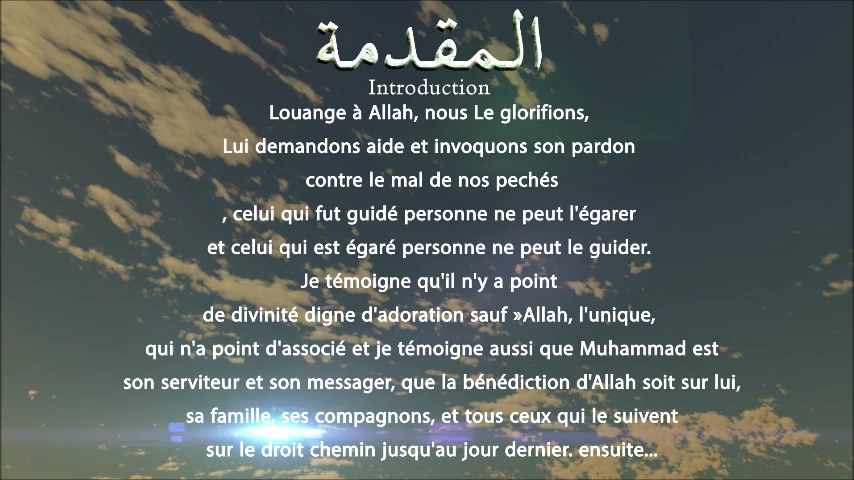 المقدمة
Introduction
Louange à Allah, nous Le glorifions,
Lui demandons aide et invoquons son pardon
contre le mal de nos pechés
, celui qui fut guidé personne ne peut l'égarer
et celui qui est égaré personne ne peut le guider.
Je témoigne qu'il n'y a point
de divinité digne d'adoration sauf »Allah, l'unique,
qui n'a point d'associé et je témoigne aussi que Muhammad est
son serviteur et son messager, que la bénédiction d'Allah soit sur lui,
sa famille, ses compagnons, et tous ceux qui le suivent
sur le droit chemin jusqu'au jour dernier. ensuite...